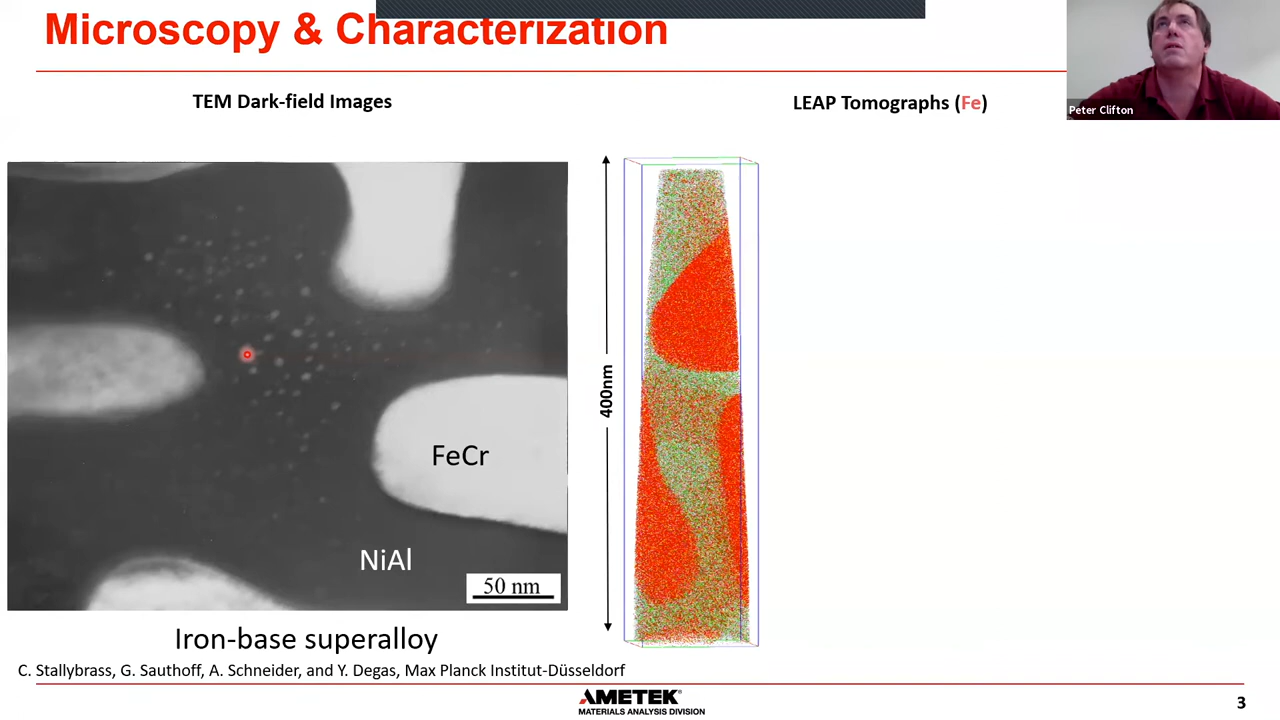 Microscopy & Characterization
Peter Clifton
TEM Dark-field Images
LEAP Tomographs (Fe)
400nm
FeCr
NiAl
50 nm
Iron-base superalloy
C. Stallybrass, G. Sauthoff, A. Schneider, and Y. Degas, Max Planck Institut-Düsseldorf
AMETEK®
MATERIALS ANALYSIS DIVISION
3